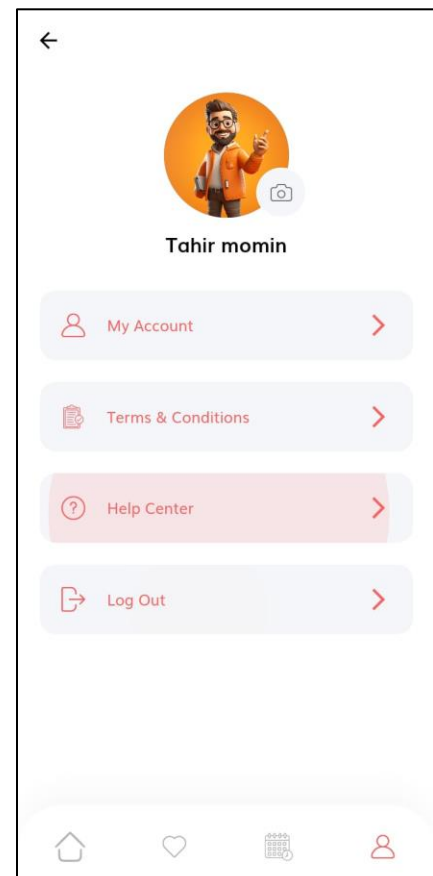 Tahir momin
My Account
Terms & Conditions
Help Center
Log Out